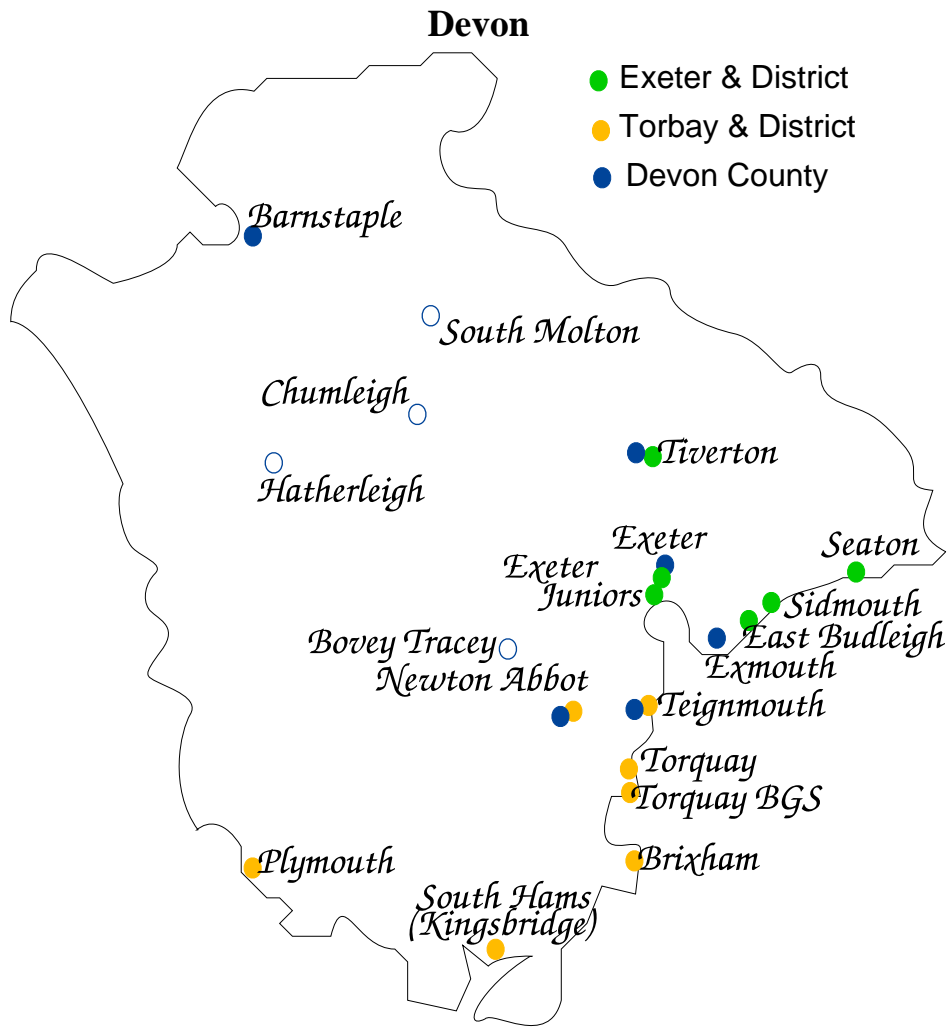 Devon
Exeter & District
Torbay & District
Devon County
Barnstaple
South Molton
Chumleigh
Hatherleigh
Tiverton
Exeter
Seaton
Exeter
Juniors
Sidmouth
East Budleigh
Exmouth
Bovey Tracey
Newton Abbot
Teignmouth
Torquay
Torquay BGS
Plymouth
Brixham
South Hams
(Kingsbridge)